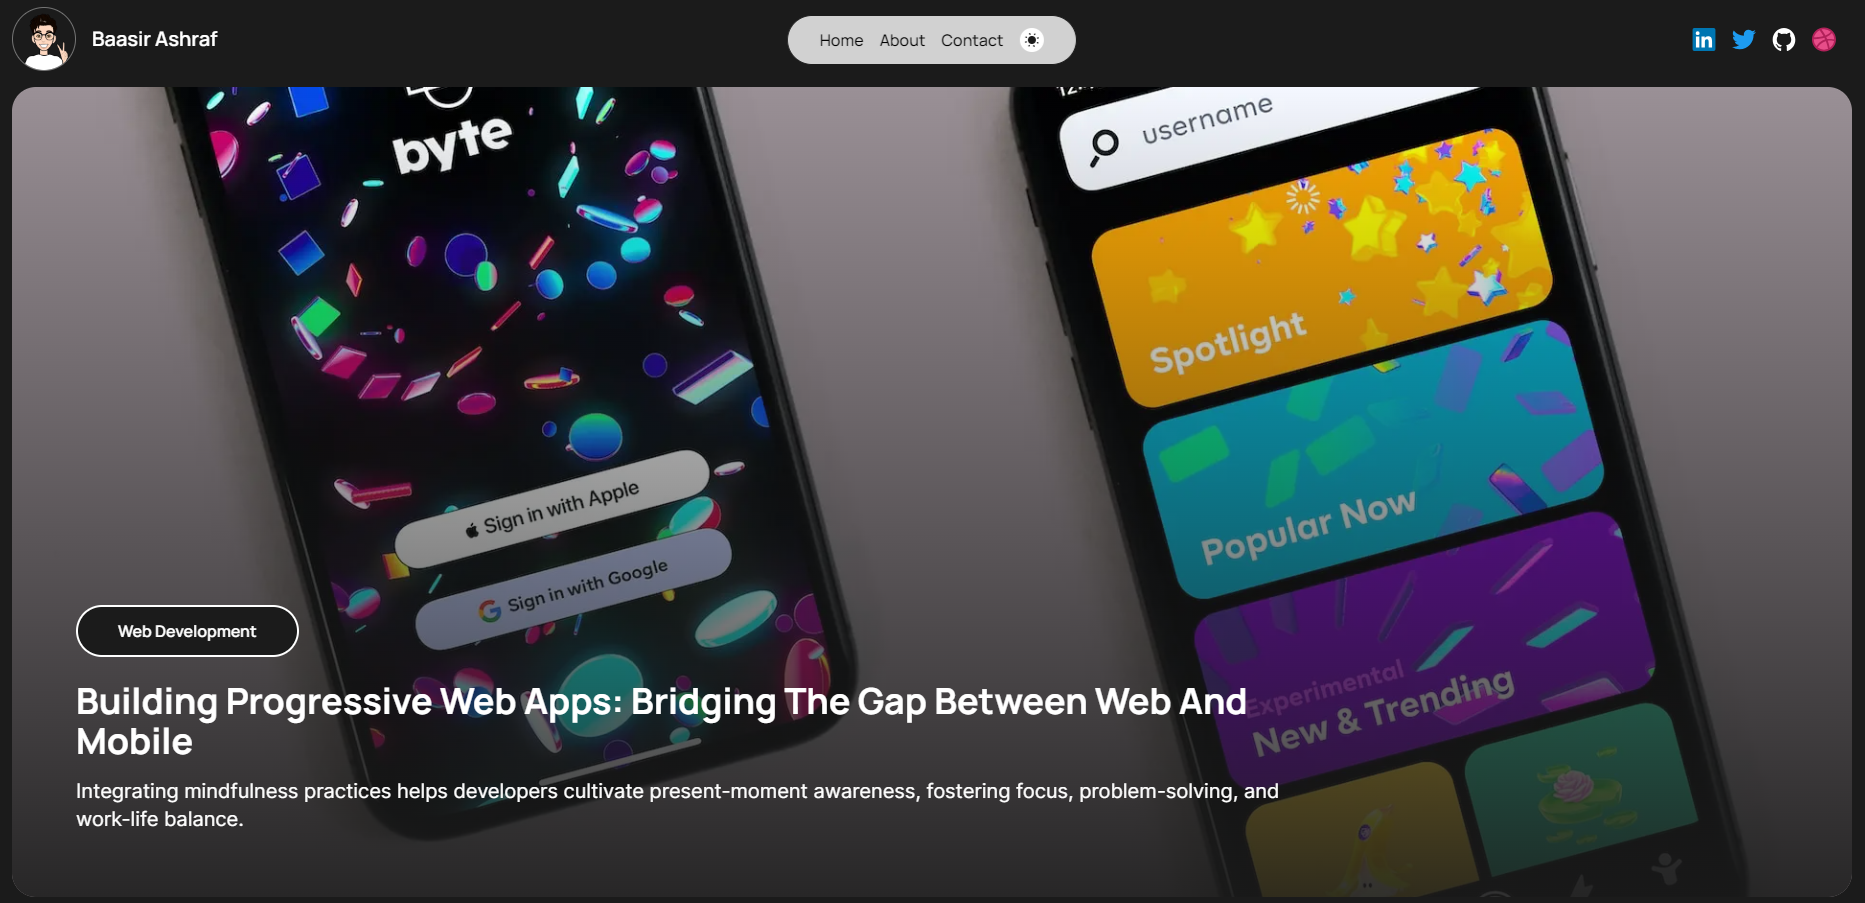 Baasir Ashraf
Home About Contact
byte
username
Spotlight
Popular Now
Sign in with Apple
Sign in with Google
Experimental
New & Trending
Web Development
Building Progressive Web Apps: Bridging The Gap Between Web And
Mobile
Integrating mindfulness practices helps developers cultivate present-moment awareness, fostering focus, problem-solving, and
work-life balance.